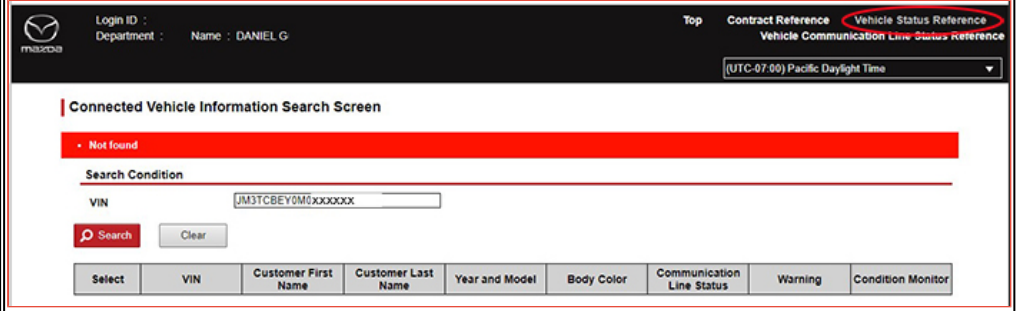 Login ID :
Department : Name : DANIEL G
mazda
Top Contract Reference Vehicle Status Reference
Vehicle Communication Line Status Reference
(UTC-07:00) Pacific Daylight Time
Connected Vehicle Information Search Screen
• Not found
Search Condition
VIN JM3TCBEY0M0XXXXXX
Search Clear
Select VIN Customer First Name Customer Last Name Year and Model Body Color Communication Line Status Warning Condition Monitor